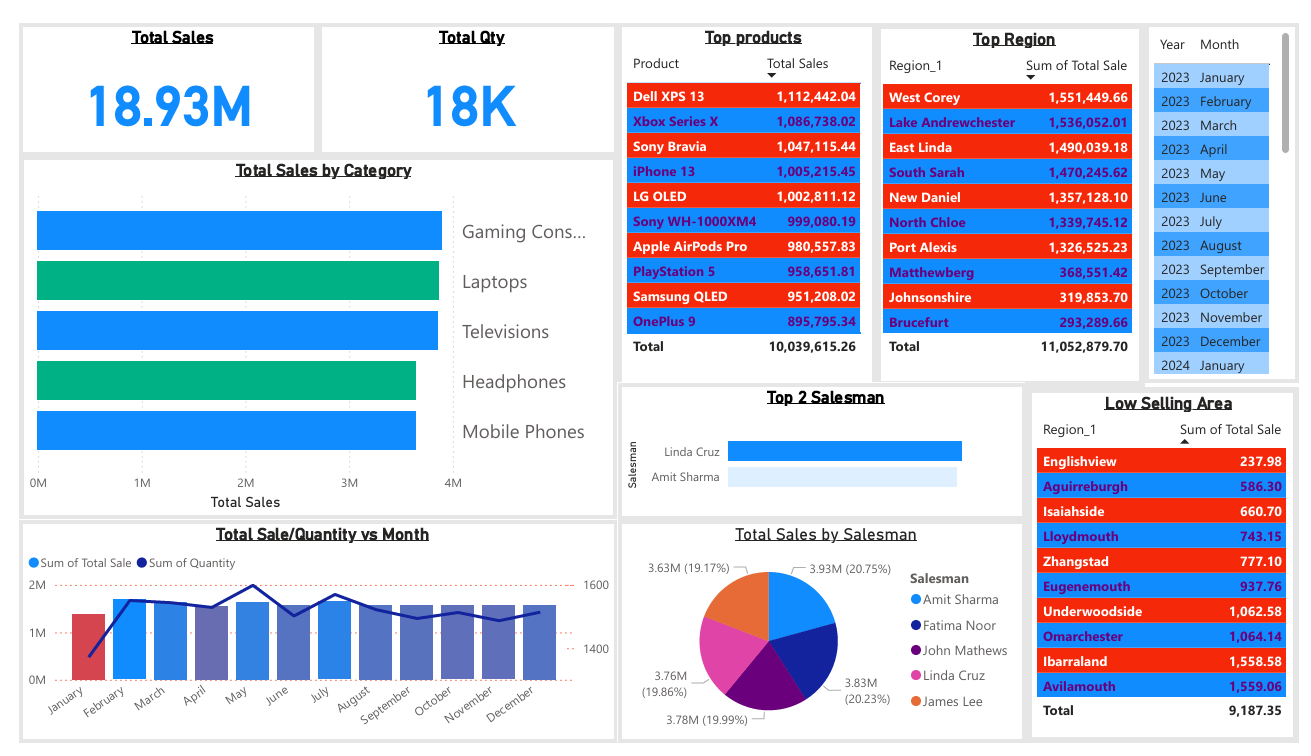 Total Sales
18.93M
Total Qty
18K
Top products
Product Total Sales
Dell XPS 13 1,112,442.04
Xbox Series X 1,086,738.02
Sony Bravia 1,047,115.44
iPhone 13 1,005,215.45
LG OLED 1,002,811.12
Sony WH-1000XM4 999,080.19
Apple AirPods Pro 980,557.83
PlayStation 5 958,651.81
Samsung QLED 951,208.02
OnePlus 9 895,795.34
Total 10,039,615.26
Top Region
Region_1 Sum of Total Sale
West Corey 1,551,449.66
Lake Andrewchester 1,536,052.01
East Linda 1,490,039.18
South Sarah 1,470,245.62
New Daniel 1,357,128.10
North Chloe 1,339,745.12
Port Alexis 1,326,525.23
Matthewberg 368,551.42
Johnsonshire 319,853.70
Brucefurt 293,289.66
Total 11,052,879.70
Year Month
2023 January
2023 February
2023 March
2023 April
2023 May
2023 June
2023 July
2023 August
2023 September
2023 October
2023 November
2023 December
2024 January
Total Sales by Category
Gaming Cons...
Laptops
Televisions
Headphones
Mobile Phones
0M 1M 2M 3M 4M
Total Sales
Top 2 Salesman
Salesman
Linda Cruz
Amit Sharma
Low Selling Area
Region_1 Sum of Total Sale
Englishview 237.98
Aguirreburgh 586.30
Isaiahside 660.70
Lloydmouth 743.15
Zhangstad 777.10
Eugenemouth 937.76
Underwoodside 1,062.58
Omarchester 1,064.14
Ibarraland 1,558.58
Avilamouth 1,559.06
Total 9,187.35
Total Sale/Quantity vs Month
Sum of Total Sale Sum of Quantity
2M 1600
1M 1400
0M
January February March April May June July August September October November December
Total Sales by Salesman
3.63M (19.17%) 3.93M (20.75%)
3.76M
(19.86%)
3.83M
(20.23%)
3.78M (19.99%)
Salesman
Amit Sharma
Fatima Noor
John Mathews
Linda Cruz
James Lee